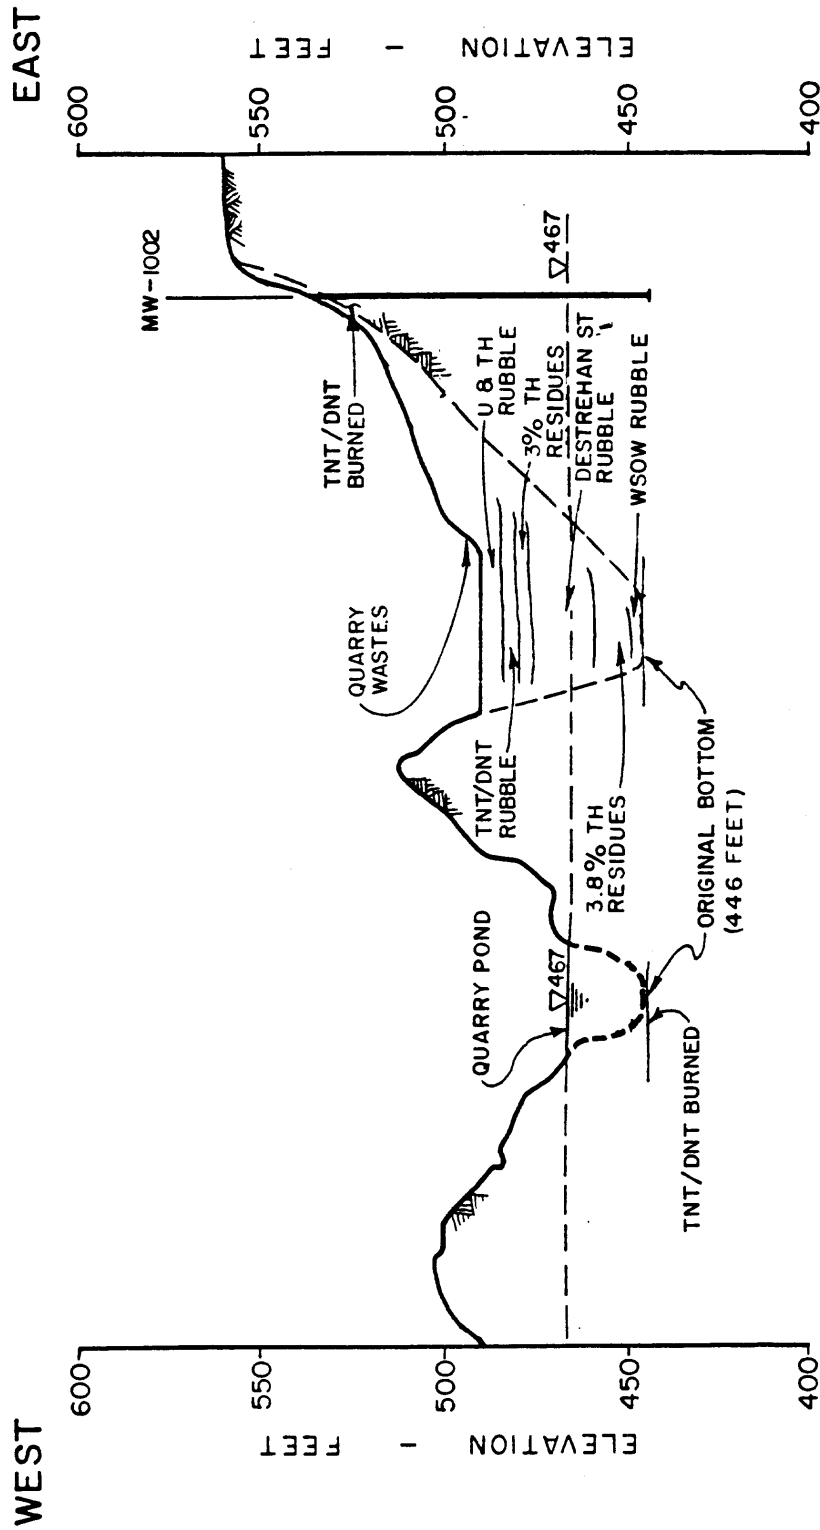 WEST
EAST
600
550
500
450
400
ELEVATION - FEET
600
550
500
450
400
ELEVATION - FEET
MW-1002
TNT/DNT
BURNED
QUARRY
WASTES
U & TH
RUBBLE
3% TH
RESIDUES
467
DESTREHAN ST
RUBBLE
WSOW RUBBLE
TNT/DNT
RUBBLE
3.8% TH
RESIDUES
QUARRY POND
467
ORIGINAL BOTTOM
(446 FEET)
TNT/DNT BURNED